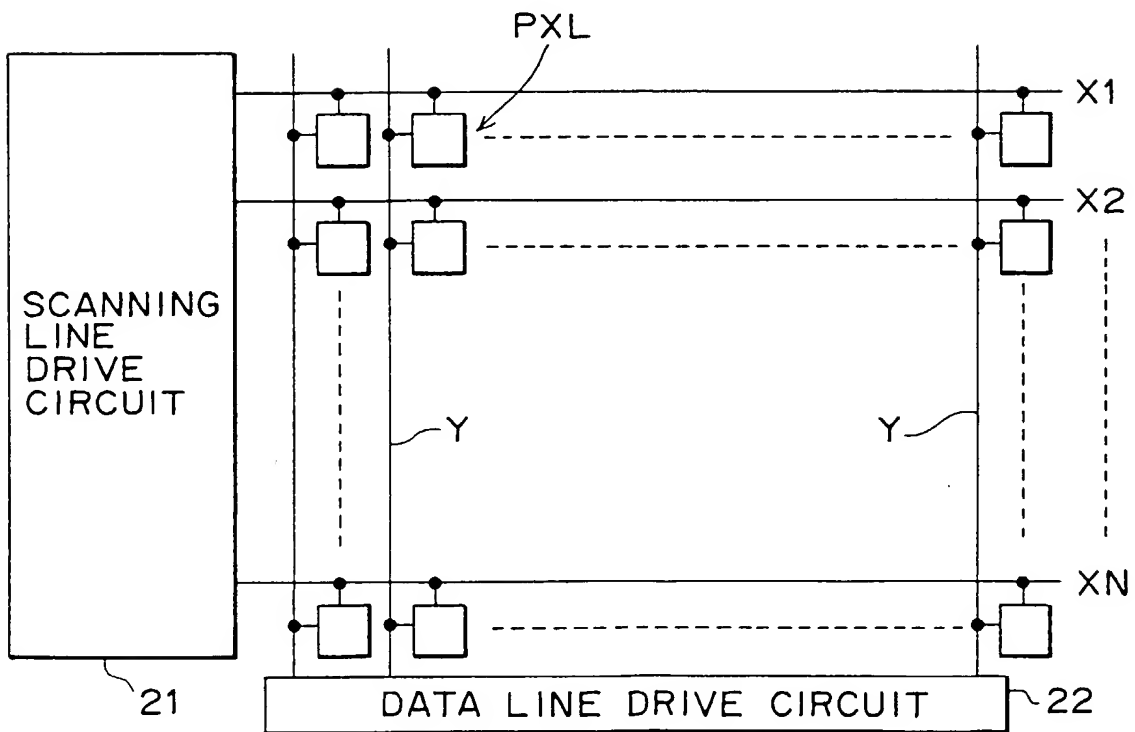 PXL
X1
X2
SCANNING
LINE
DRIVE
CIRCUIT
Y
Y
XN
21
DATA LINE DRIVE CIRCUIT
22